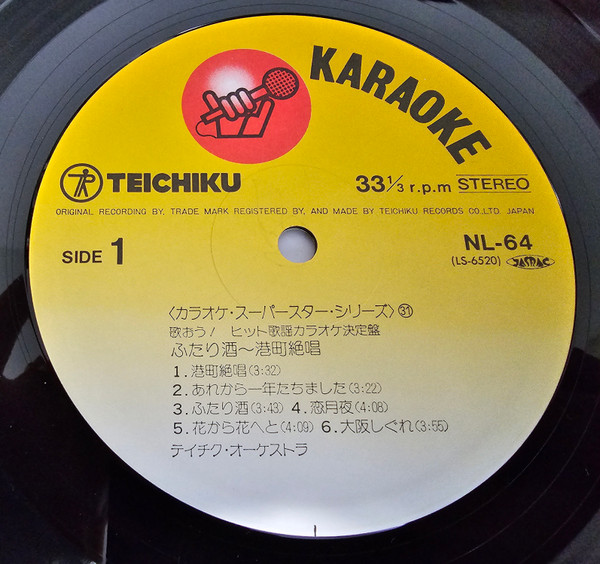 KARAOKE
TEICHIKU
33 1/3 r.p.m STEREO
ORIGINAL RECORDING BY, TRADE MARK REGISTERED BY, AND MADE BY TEICHIKU RECORDS CO.,LTD. JAPAN
SIDE 1
NL-64
(LS-6520) JASRAC
〈カラオケ・スーパースター・シリーズ〉㉛
歌おう! ヒット歌謡カラオケ決定盤
ふたり酒〜港町絶唱
1.港町絶唱(3:32)
2.あれから一年たちました(3:22)
3.ふたり酒(3:43) 4.恋月夜(4:08)
5.花から花へと(4:09) 6.大阪しぐれ(3:55)
テイチク・オーケストラ